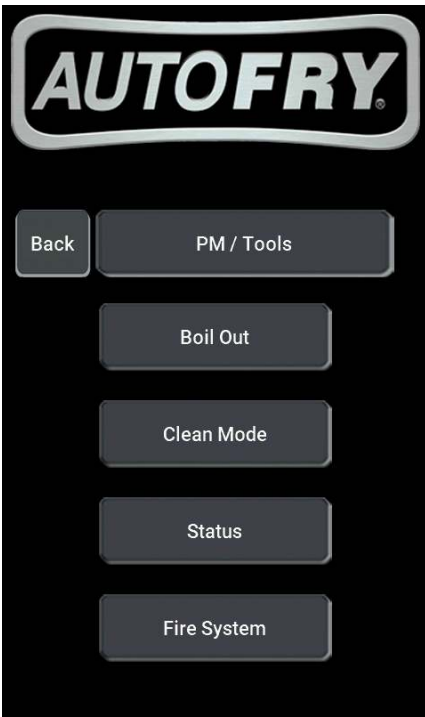 AUTOFRY®
Back PM / Tools
Boil Out
Clean Mode
Status
Fire System